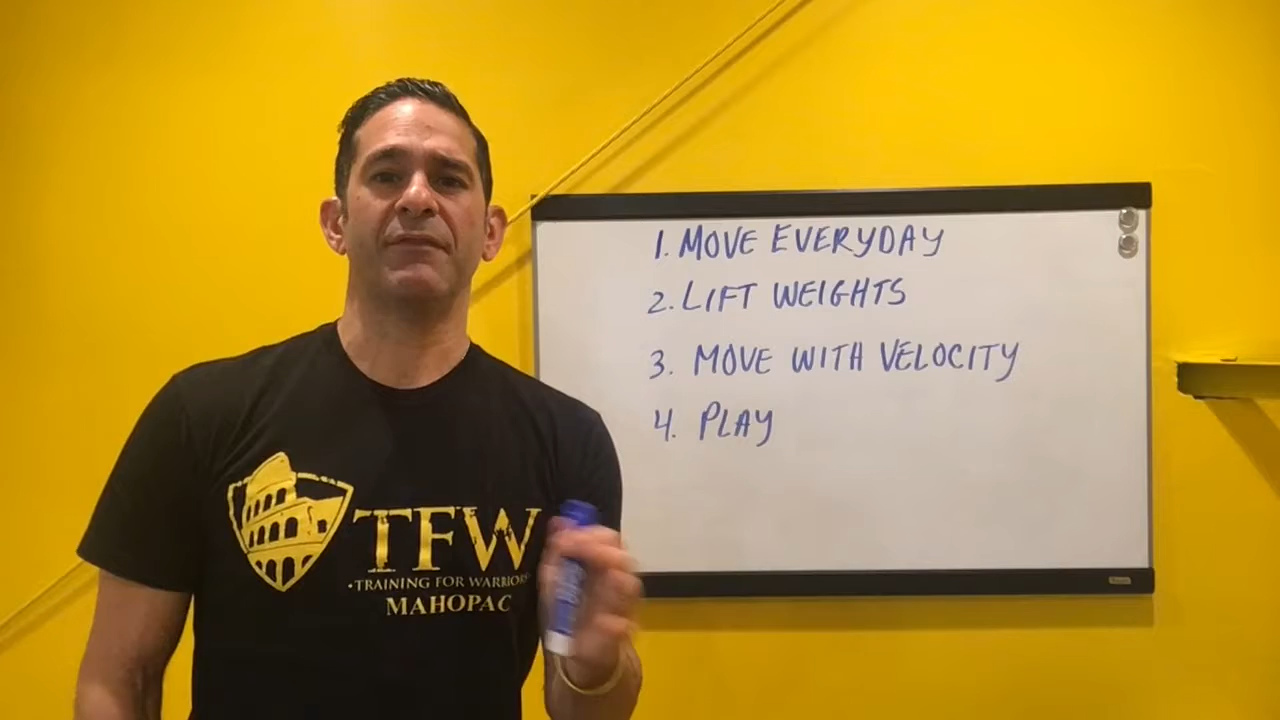 1. MOVE EVERYDAY
2. LIFT WEIGHTS
3. MOVE WITH VELOCITY
4. PLAY
TFW
•TRAINING FOR WARRIORS
MAHOPAC